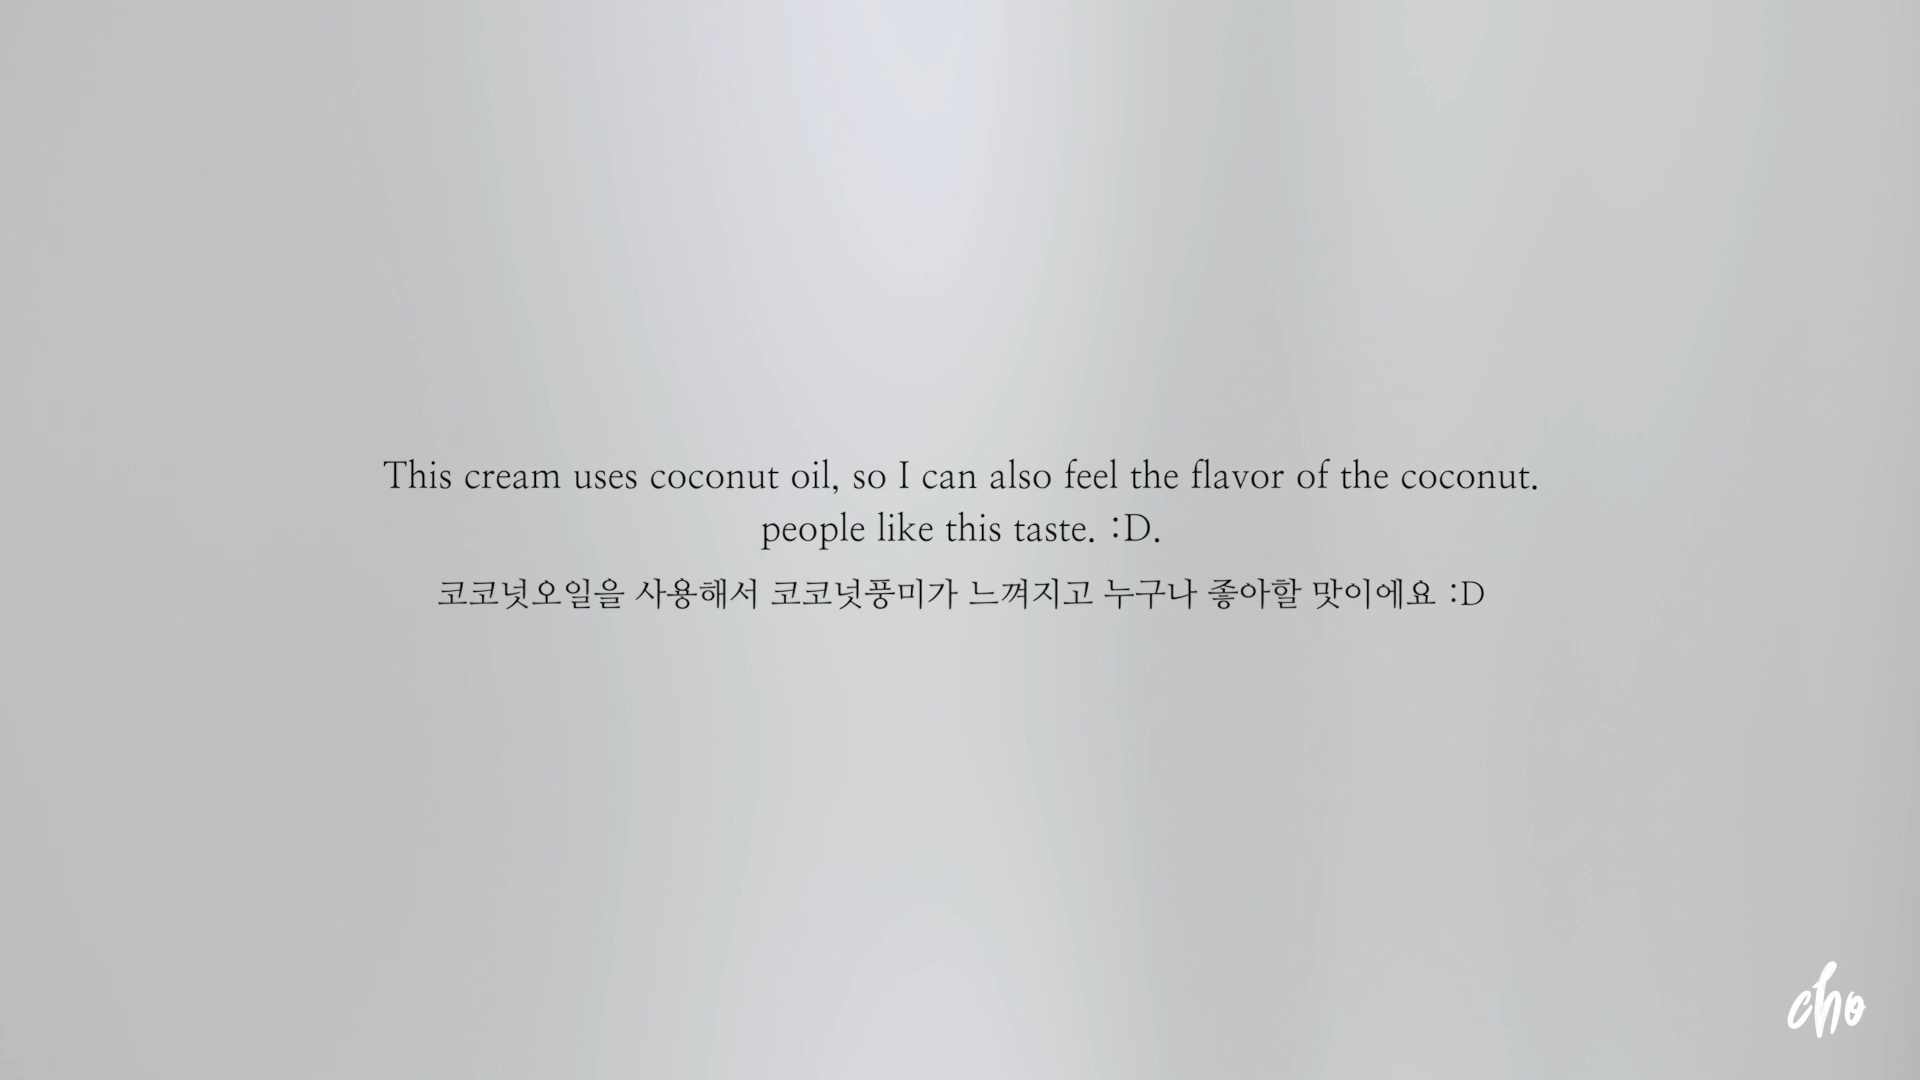 This cream uses coconut oil, so I can also feel the flavor of the coconut.
people like this taste. :D.
코코넛오일을 사용해서 코코넛풍미가 느껴지고 누구나 좋아할 맛이에요 :D
cho